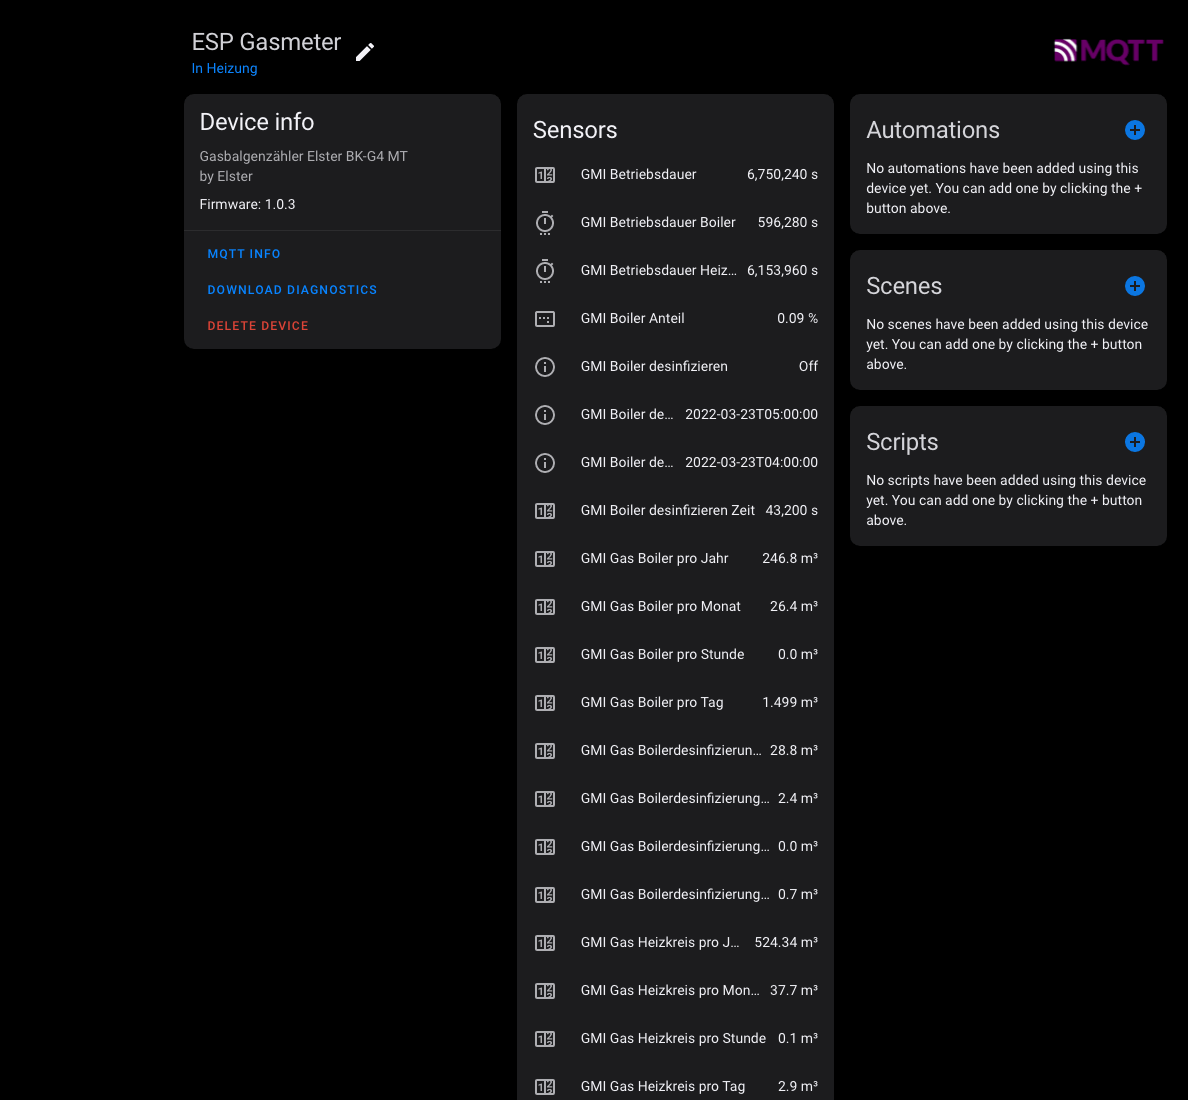 ESP Gasmeter
In Heizung
MQTT
Device info
Gasbalgenzähler Elster BK-G4 MT
by Elster
Firmware: 1.0.3
MQTT INFO
DOWNLOAD DIAGNOSTICS
DELETE DEVICE
Sensors
GMI Betriebsdauer 6,750,240 s
GMI Betriebsdauer Boiler 596,280 s
GMI Betriebsdauer Heiz... 6,153,960 s
GMI Boiler Anteil 0.09 %
GMI Boiler desinfizieren Off
GMI Boiler de... 2022-03-23T05:00:00
GMI Boiler de... 2022-03-23T04:00:00
GMI Boiler desinfizieren Zeit 43,200 s
GMI Gas Boiler pro Jahr 246.8 m³
GMI Gas Boiler pro Monat 26.4 m³
GMI Gas Boiler pro Stunde 0.0 m³
GMI Gas Boiler pro Tag 1.499 m³
GMI Gas Boilerdesinfizierun... 28.8 m³
GMI Gas Boilerdesinfizierung... 2.4 m³
GMI Gas Boilerdesinfizierung... 0.0 m³
GMI Gas Boilerdesinfizierung... 0.7 m³
GMI Gas Heizkreis pro J... 524.34 m³
GMI Gas Heizkreis pro Mon... 37.7 m³
GMI Gas Heizkreis pro Stunde 0.1 m³
GMI Gas Heizkreis pro Tag 2.9 m³
Automations
No automations have been added using this
device yet. You can add one by clicking the +
button above.
Scenes
No scenes have been added using this device
yet. You can add one by clicking the + button
above.
Scripts
No scripts have been added using this device
yet. You can add one by clicking the + button
above.